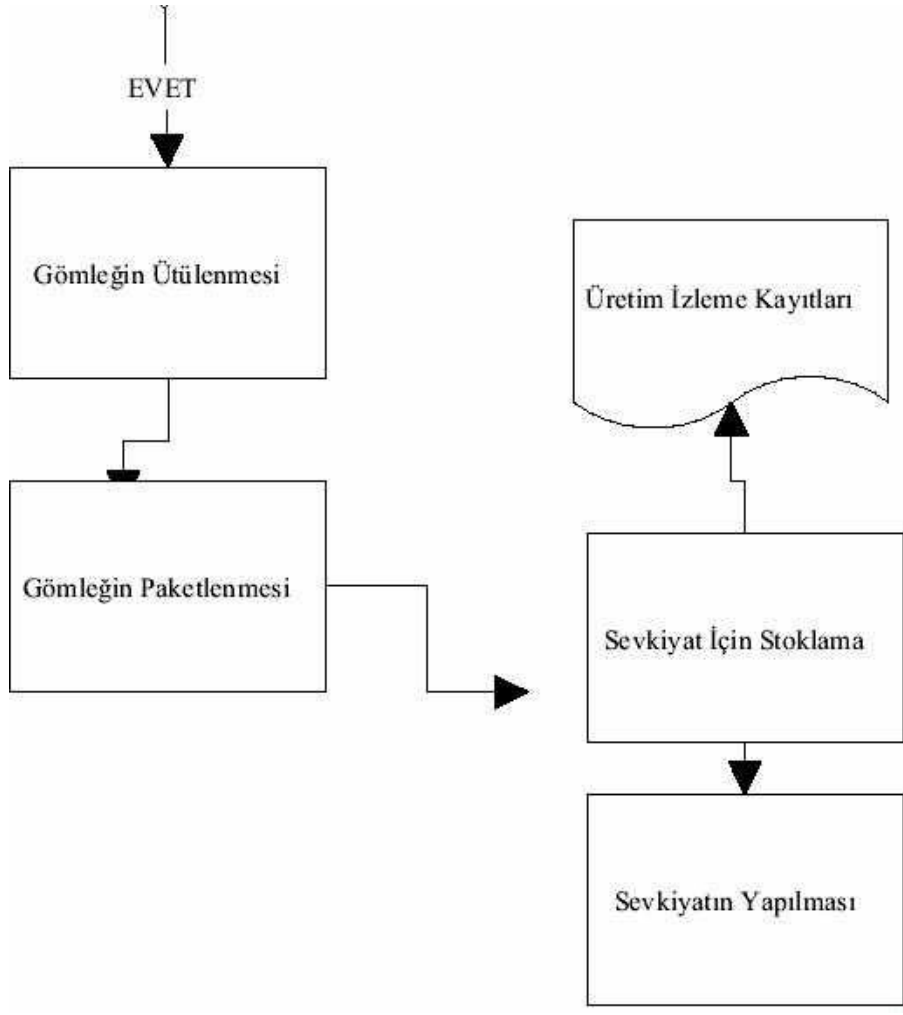 EVET
Gömleğin Ütülenmesi
Üretim İzleme Kayıtları
Gömleğin Paketlenmesi
Sevkiyat İçin Stoklama
Sevkiyatın Yapılması